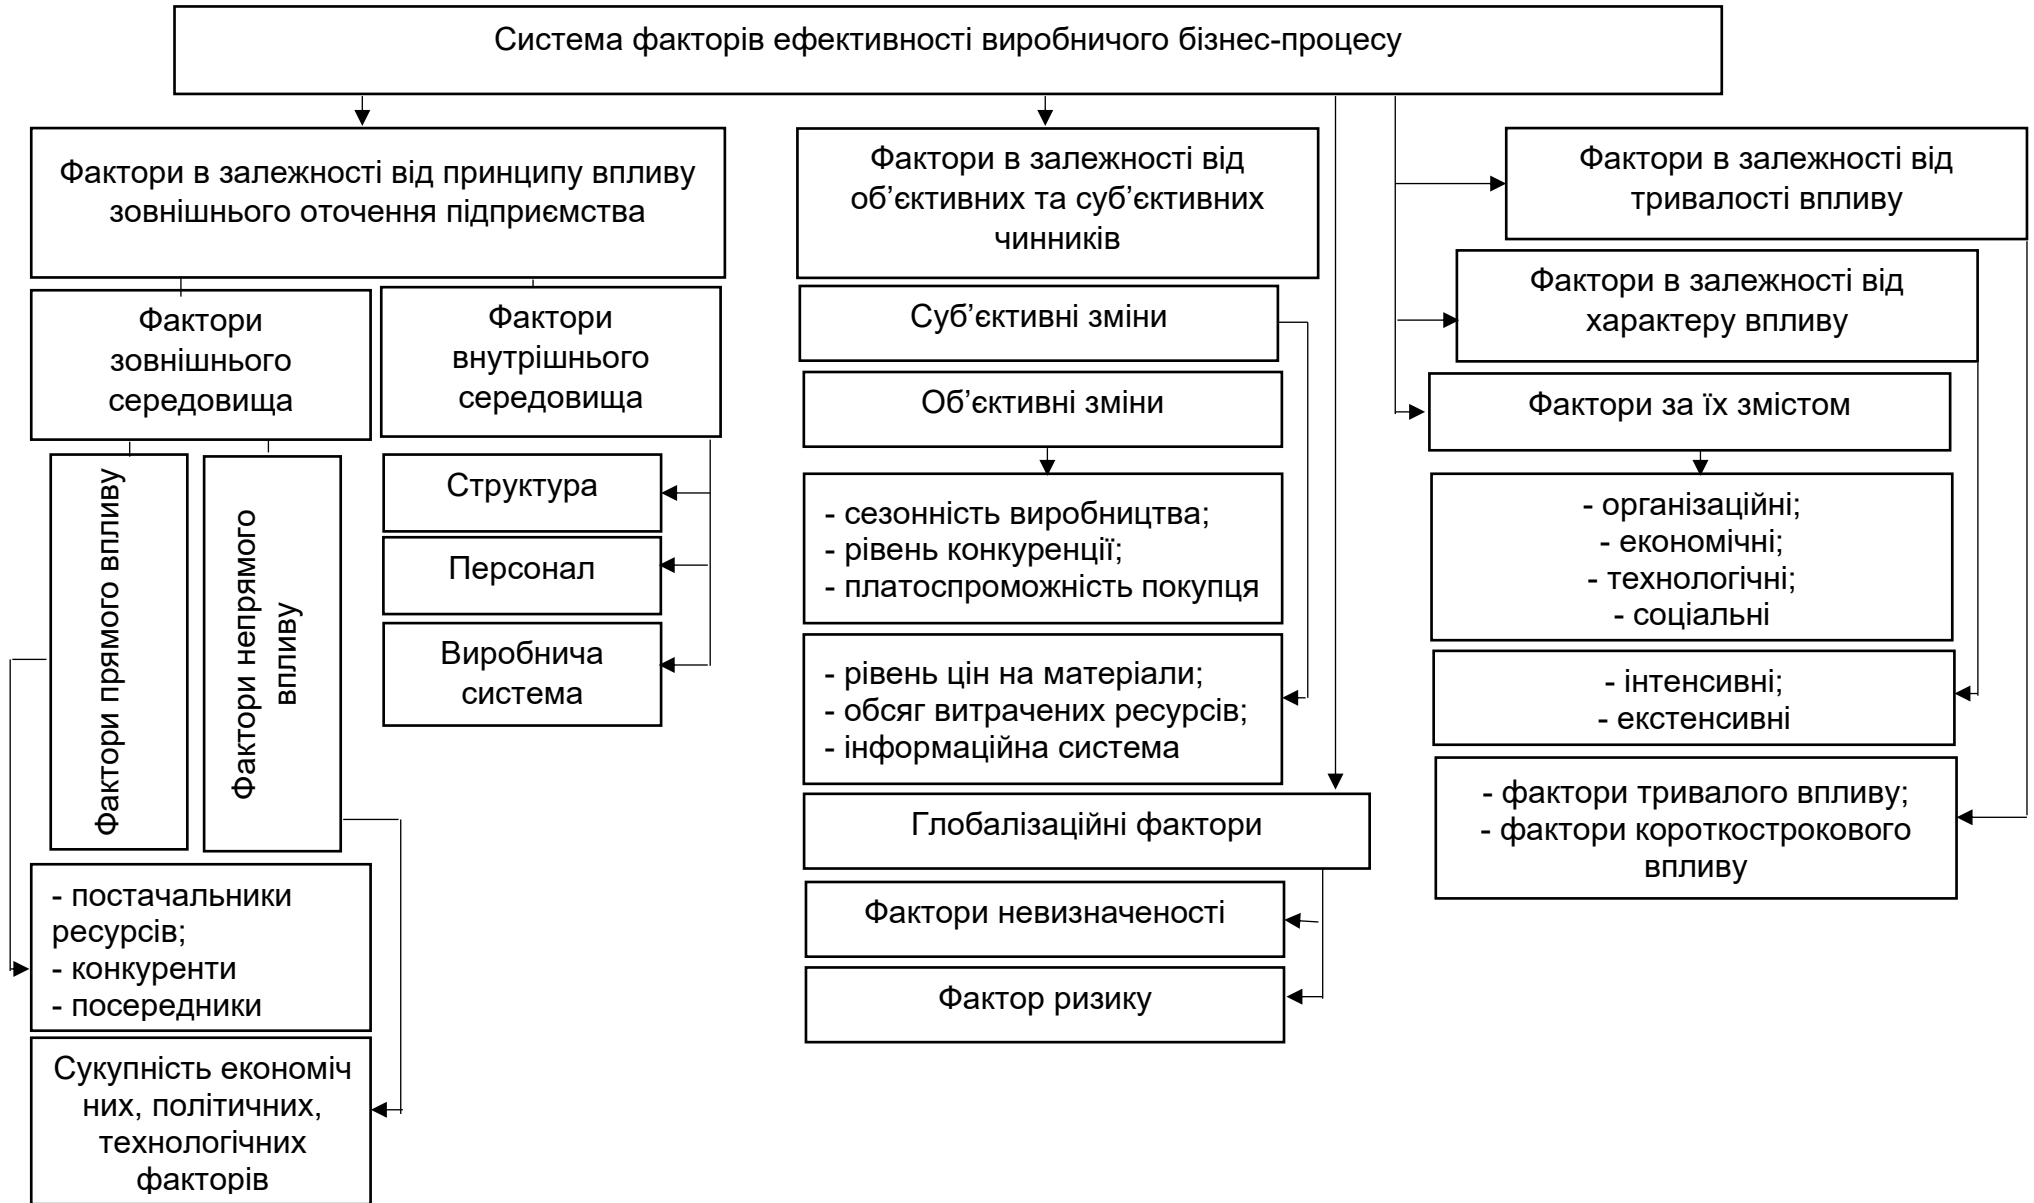 Система факторів ефективності виробничого бізнес-процесу
Фактори в залежності від принципу впливу
зовнішнього оточення підприємства
Фактори
зовнішнього
середовища
Фактори
внутрішнього
середовища
Фактори прямого впливу
Фактори непрямого
впливу
Структура
Персонал
Виробнича
система
- постачальники
ресурсів;
- конкуренти
- посередники
Сукупність економіч
них, політичних,
технологічних
факторів
Фактори в залежності від
об’єктивних та суб’єктивних
чинників
Суб’єктивні зміни
Об’єктивні зміни
- сезонність виробництва;
- рівень конкуренції;
- платоспроможність покупця
- рівень цін на матеріали;
- обсяг витрачених ресурсів;
- інформаційна система
Глобалізаційні фактори
Фактори невизначеності
Фактор ризику
Фактори в залежності від
тривалості впливу
Фактори в залежності від
характеру впливу
Фактори за їх змістом
- організаційні;
- економічні;
- технологічні;
- соціальні
- інтенсивні;
- екстенсивні
- фактори тривалого впливу;
- фактори короткострокового
впливу